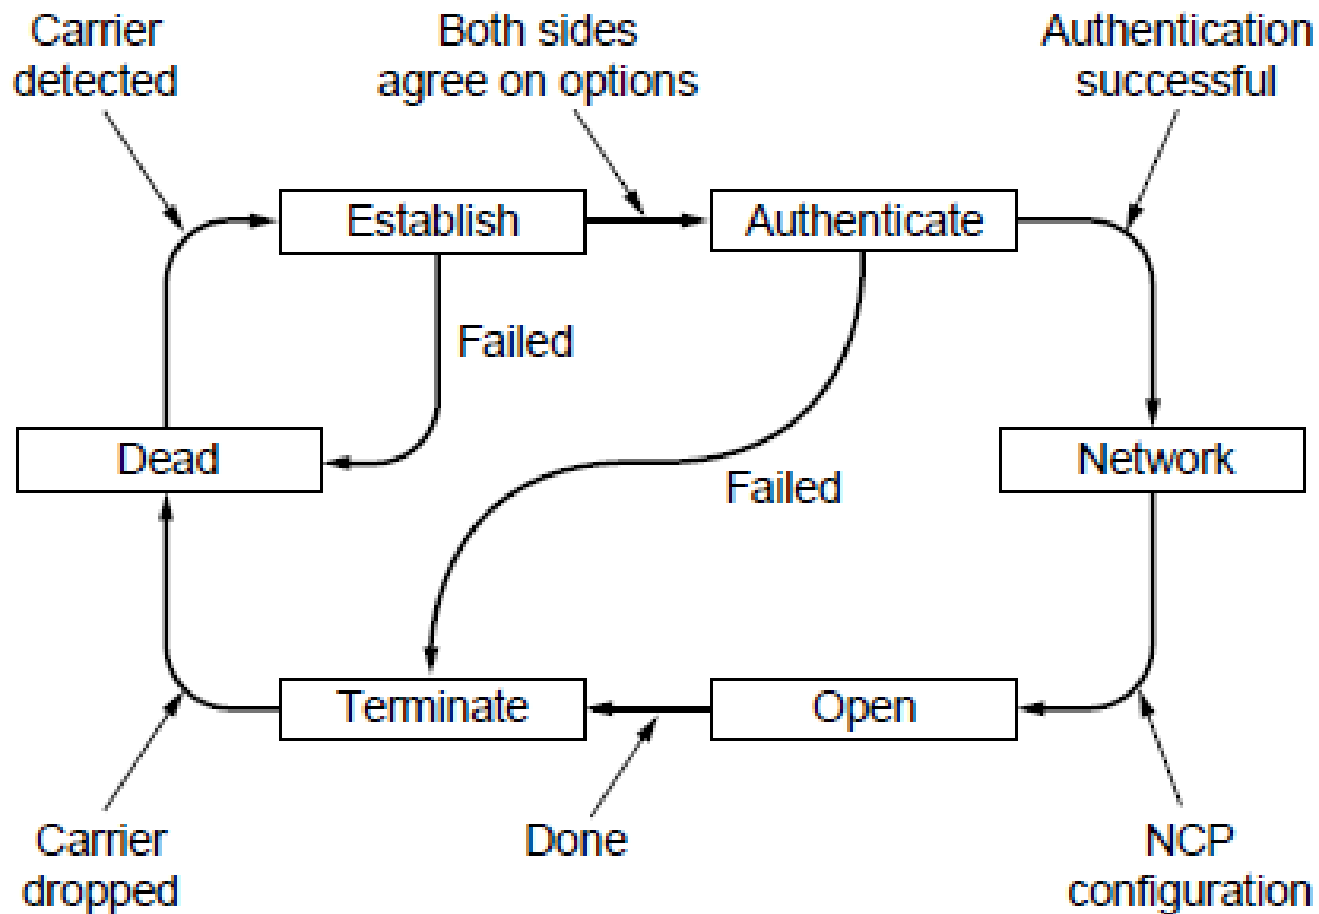 Carrier
detected
Both sides
agree on options
Authentication
successful
Establish
Authenticate
Failed
Dead
Network
Failed
Terminate
Open
Carrier
dropped
Done
NCP
configuration